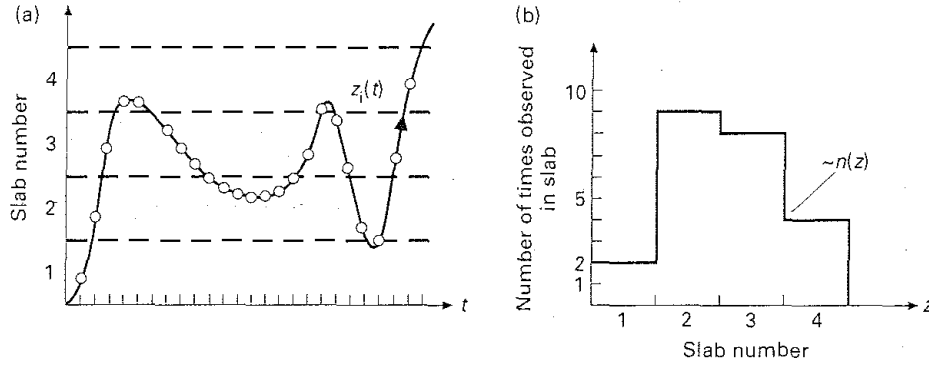 (a)
Slab number
4
3
2
1
zᵢ(t)
t
(b)
Number of times observed
in slab
10
5
2
1
~n(z)
1 2 3 4
z
Slab number